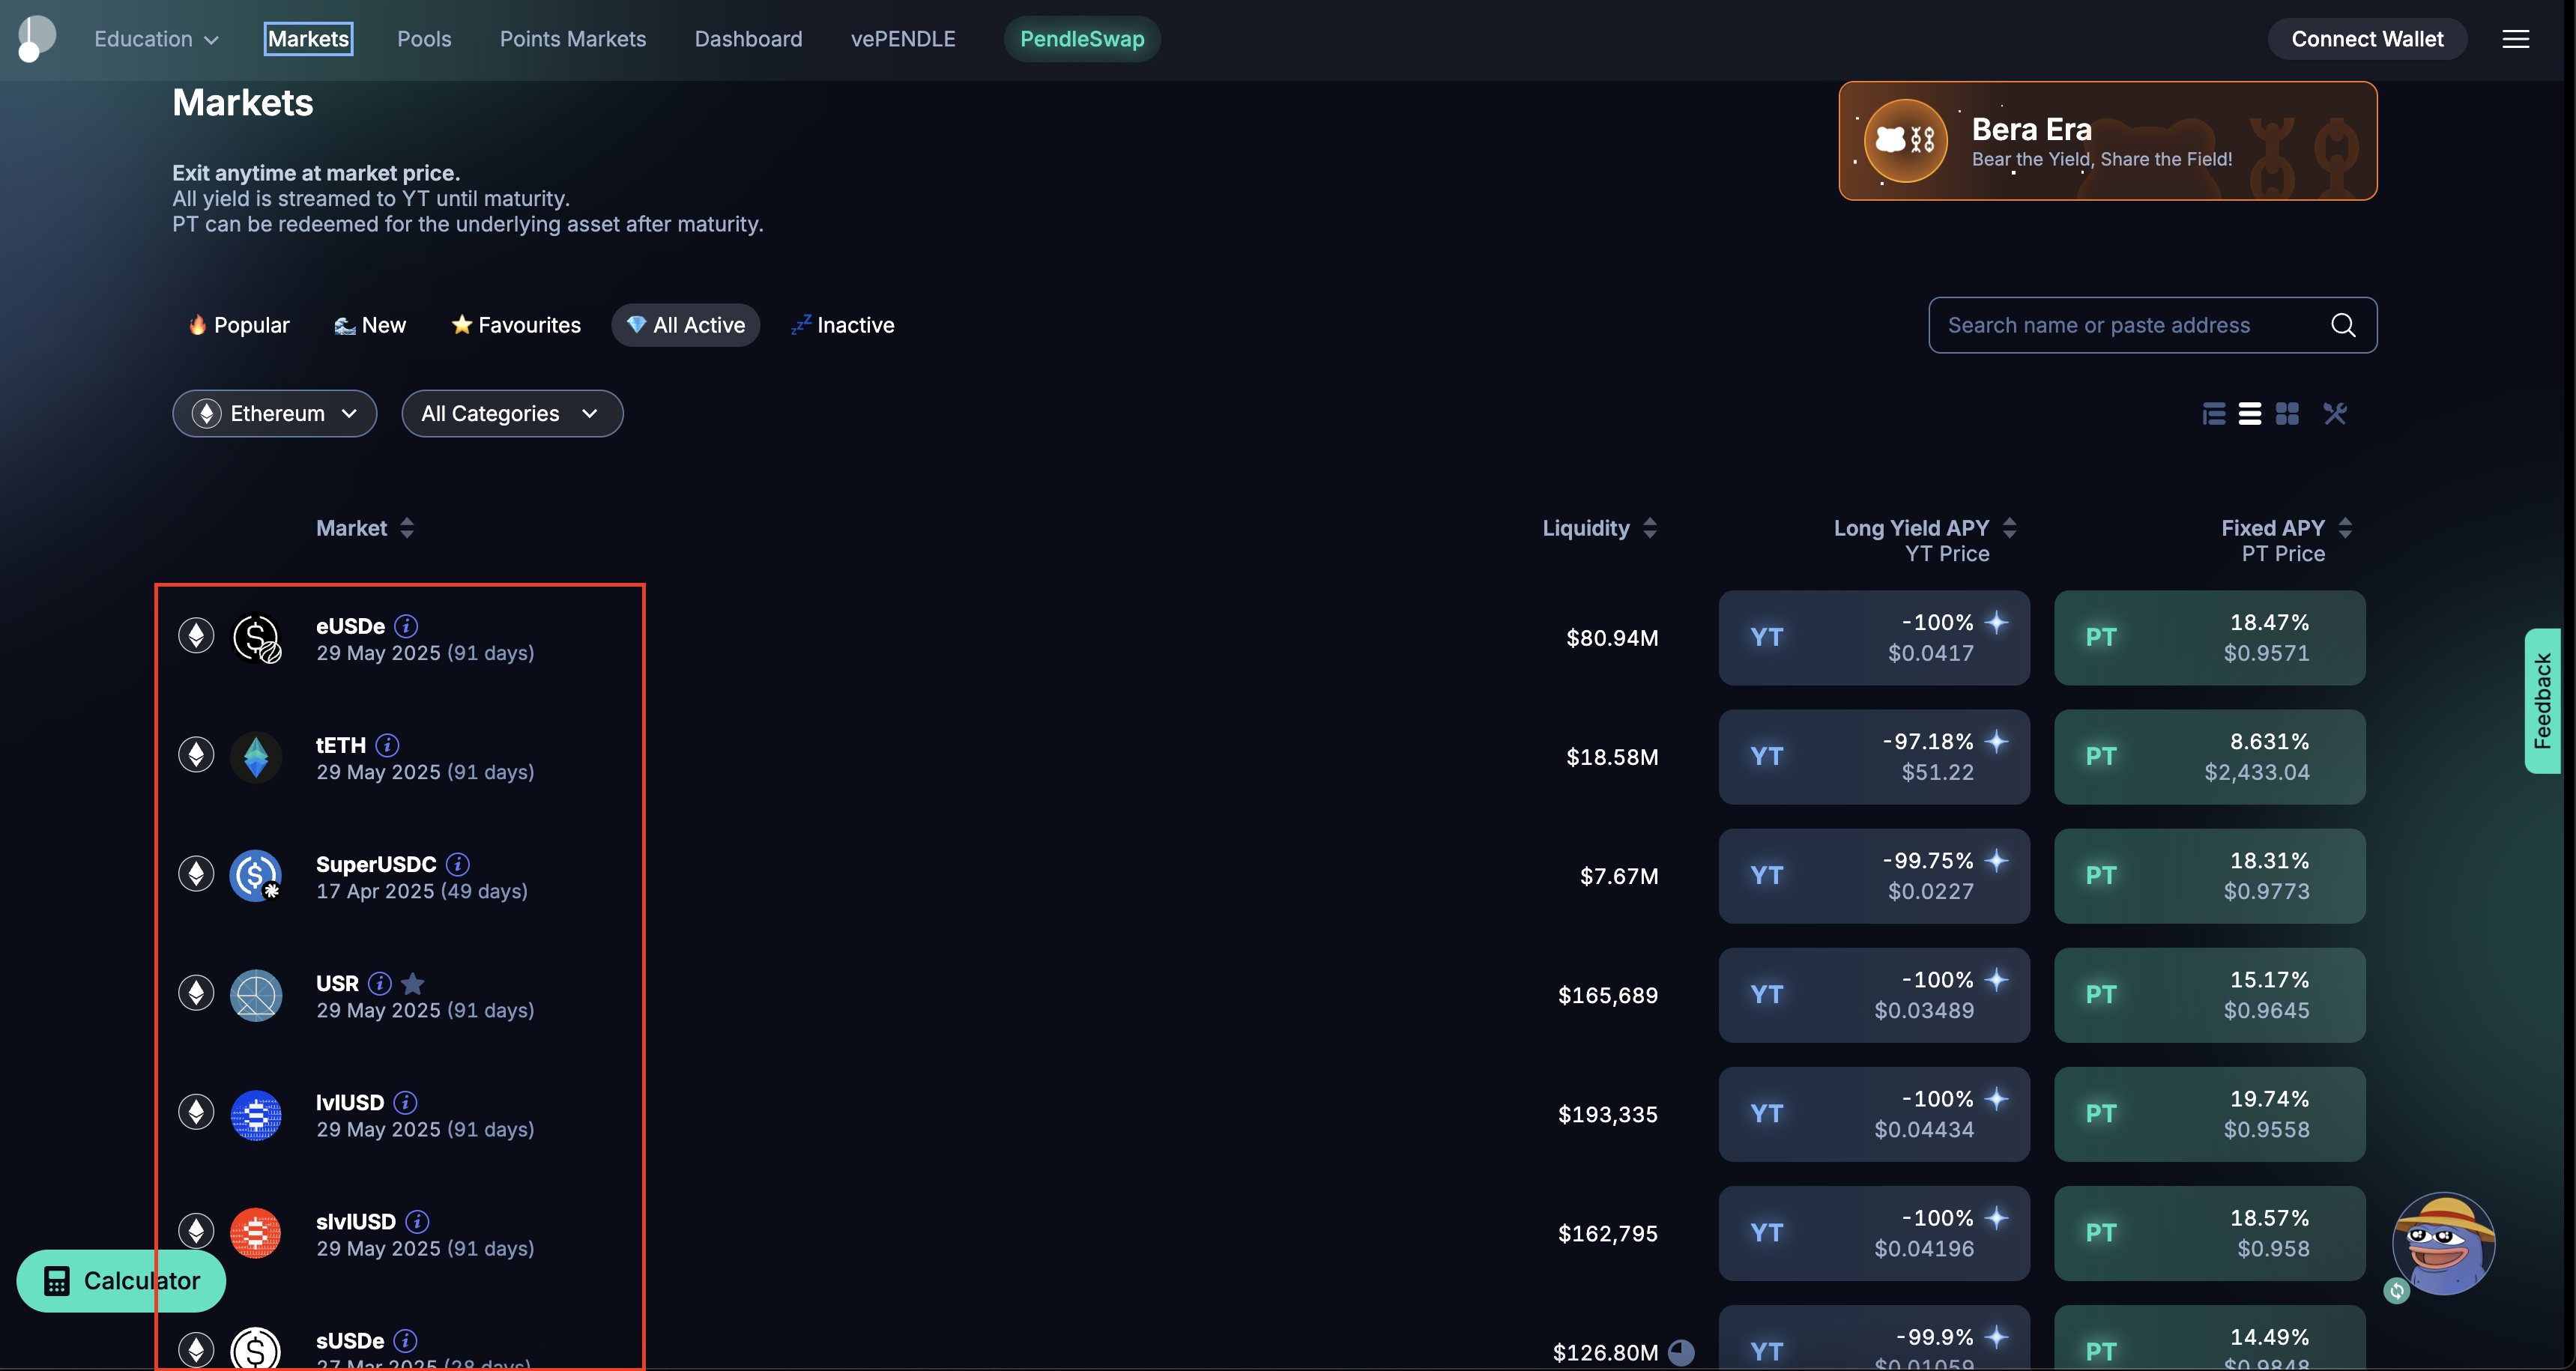 Education Markets Pools Points Markets Dashboard vePENDLE PendleSwap Connect Wallet
Markets
Bera Era
Bear the Yield, Share the Field!
Exit anytime at market price.
All yield is streamed to YT until maturity.
PT can be redeemed for the underlying asset after maturity.
Popular New Favourites All Active Inactive Search name or paste address
Ethereum All Categories
Market Liquidity Long Yield APY Fixed APY
YT Price PT Price
eUSDe YT -100% PT 18.47%
29 May 2025 (91 days) $80.94M $0.0417 $0.9571
tETH YT -97.18% PT 8.631%
29 May 2025 (91 days) $18.58M $51.22 $2,433.04
Feedback
SuperUSDC YT -99.75% PT 18.31%
17 Apr 2025 (49 days) $7.67M $0.0227 $0.9773
USR YT -100% PT 15.17%
29 May 2025 (91 days) $165,689 $0.03489 $0.9645
lvlUSD YT -100% PT 19.74%
29 May 2025 (91 days) $193,335 $0.04434 $0.9558
slvlUSD YT -100% PT 18.57%
29 May 2025 (91 days) $162,795 $0.04196 $0.958
Calculator
sUSDe YT -99.9% PT 14.49%
27 Mar 2025 (28 days) $126.80M $0.01059 $0.9848